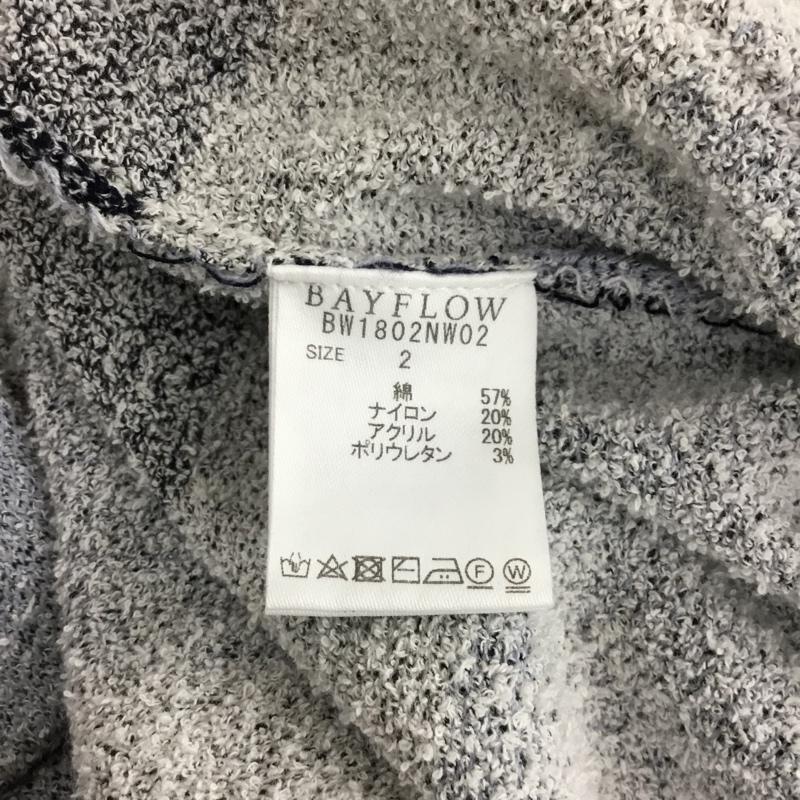 BAYFLOW
BW1802NW02
SIZE 2
綿 57%
ナイロン 20%
アクリル 20%
ポリウレタン 3%
F W